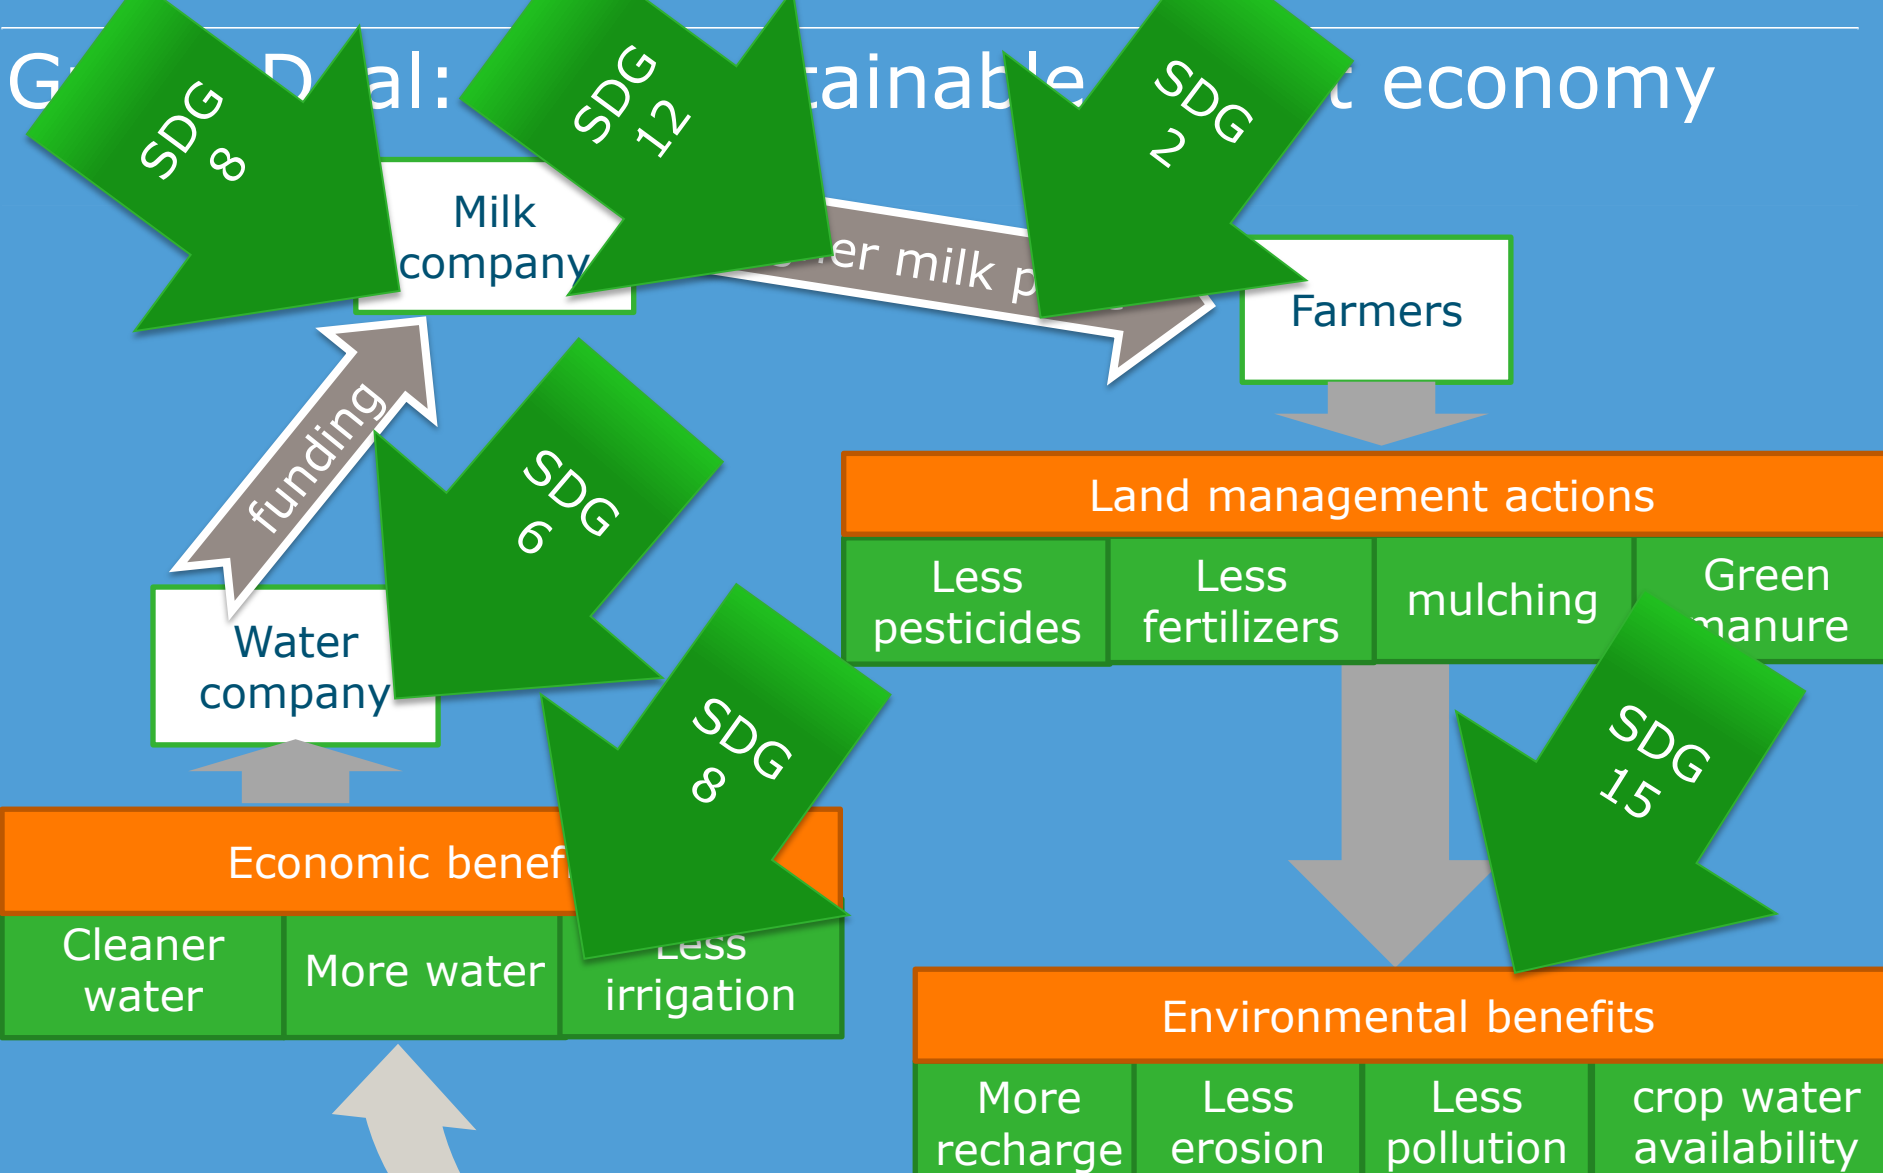 al: tainable economy
SDG
8
SDG
12
SDG
2
Milk
company
milk
Farmers
funding
SDG
6
Land management actions
Less
pesticides
Less
fertilizers
mulching
Green
manure
Water
company
SDG
8
SDG
15
Economic
Cleaner
water
More water
Less
irrigation
Environmental benefits
More
recharge
Less
erosion
Less
pollution
crop water
availability